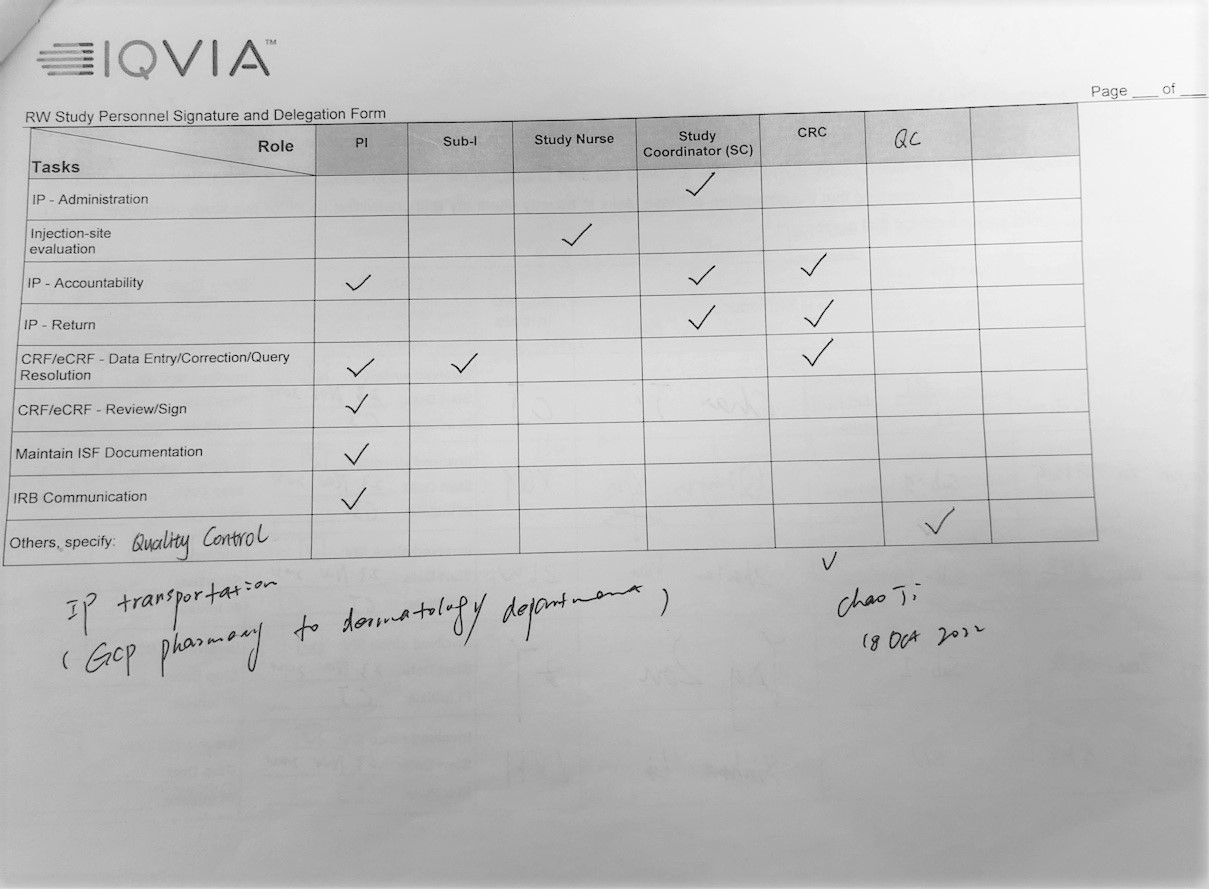 IQVIA™
Page ___ of ___
RW Study Personnel Signature and Delegation Form
Role
Tasks
PI
Sub-I
Study Nurse
Study
Coordinator (SC)
CRC
QC
IP - Administration ✓
Injection-site
evaluation ✓
IP - Accountability ✓ ✓ ✓
IP - Return ✓ ✓
CRF/eCRF - Data Entry/Correction/Query
Resolution ✓ ✓ ✓
CRF/eCRF - Review/Sign ✓
Maintain ISF Documentation ✓
IRB Communication ✓
Others, specify: Quality Control ✓
IP transportation ✓
(GCP pharmacy to dermatology department)
Chao Ji
18 Oct 2022